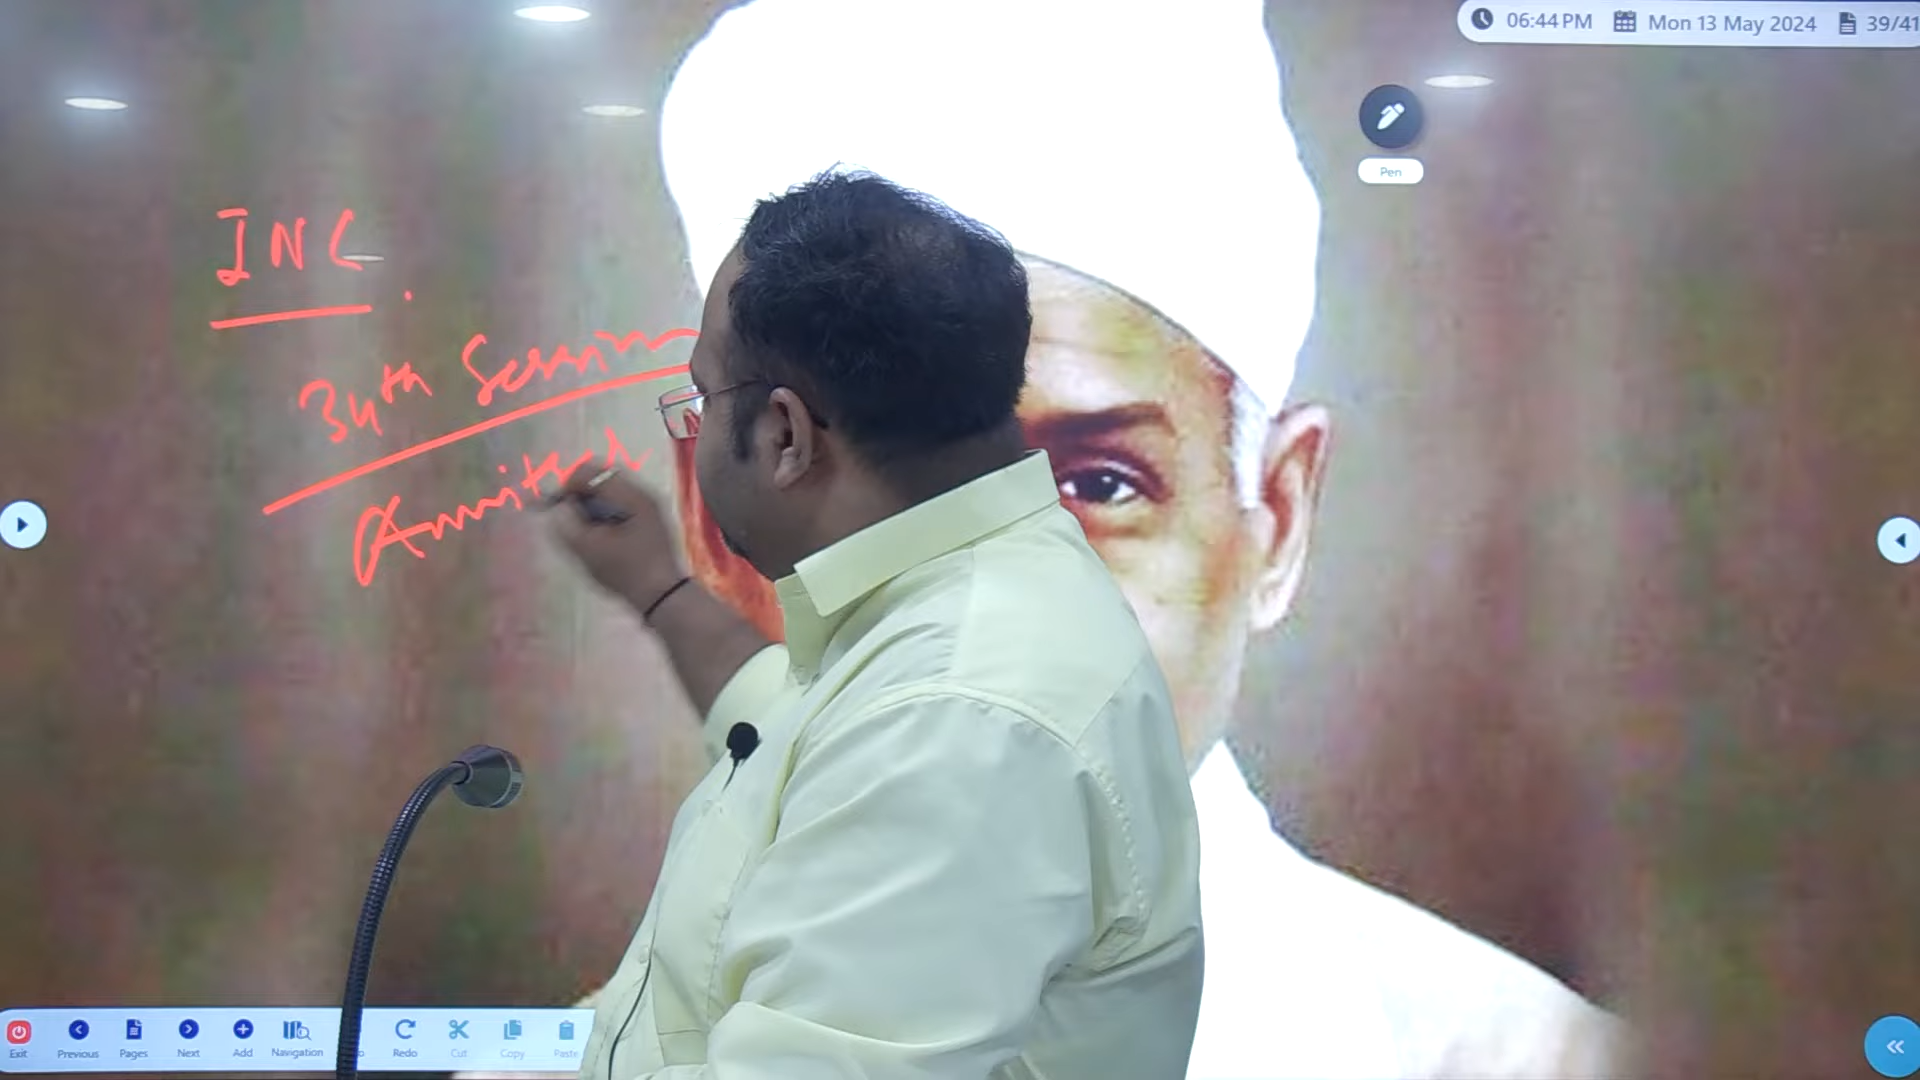 06:44 PM Mon 13 May 2024 39/41
Pen
INC
34th Session
Exit Previous Pages Next Add Navigation Redo Cut Copy Paste